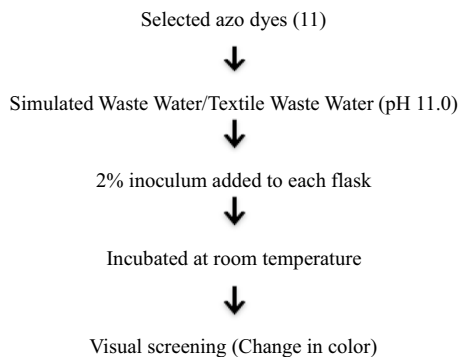 Selected azo dyes (11)
Simulated Waste Water/Textile Waste Water (pH 11.0)
2% inoculum added to each flask
Incubated at room temperature
Visual screening (Change in color)